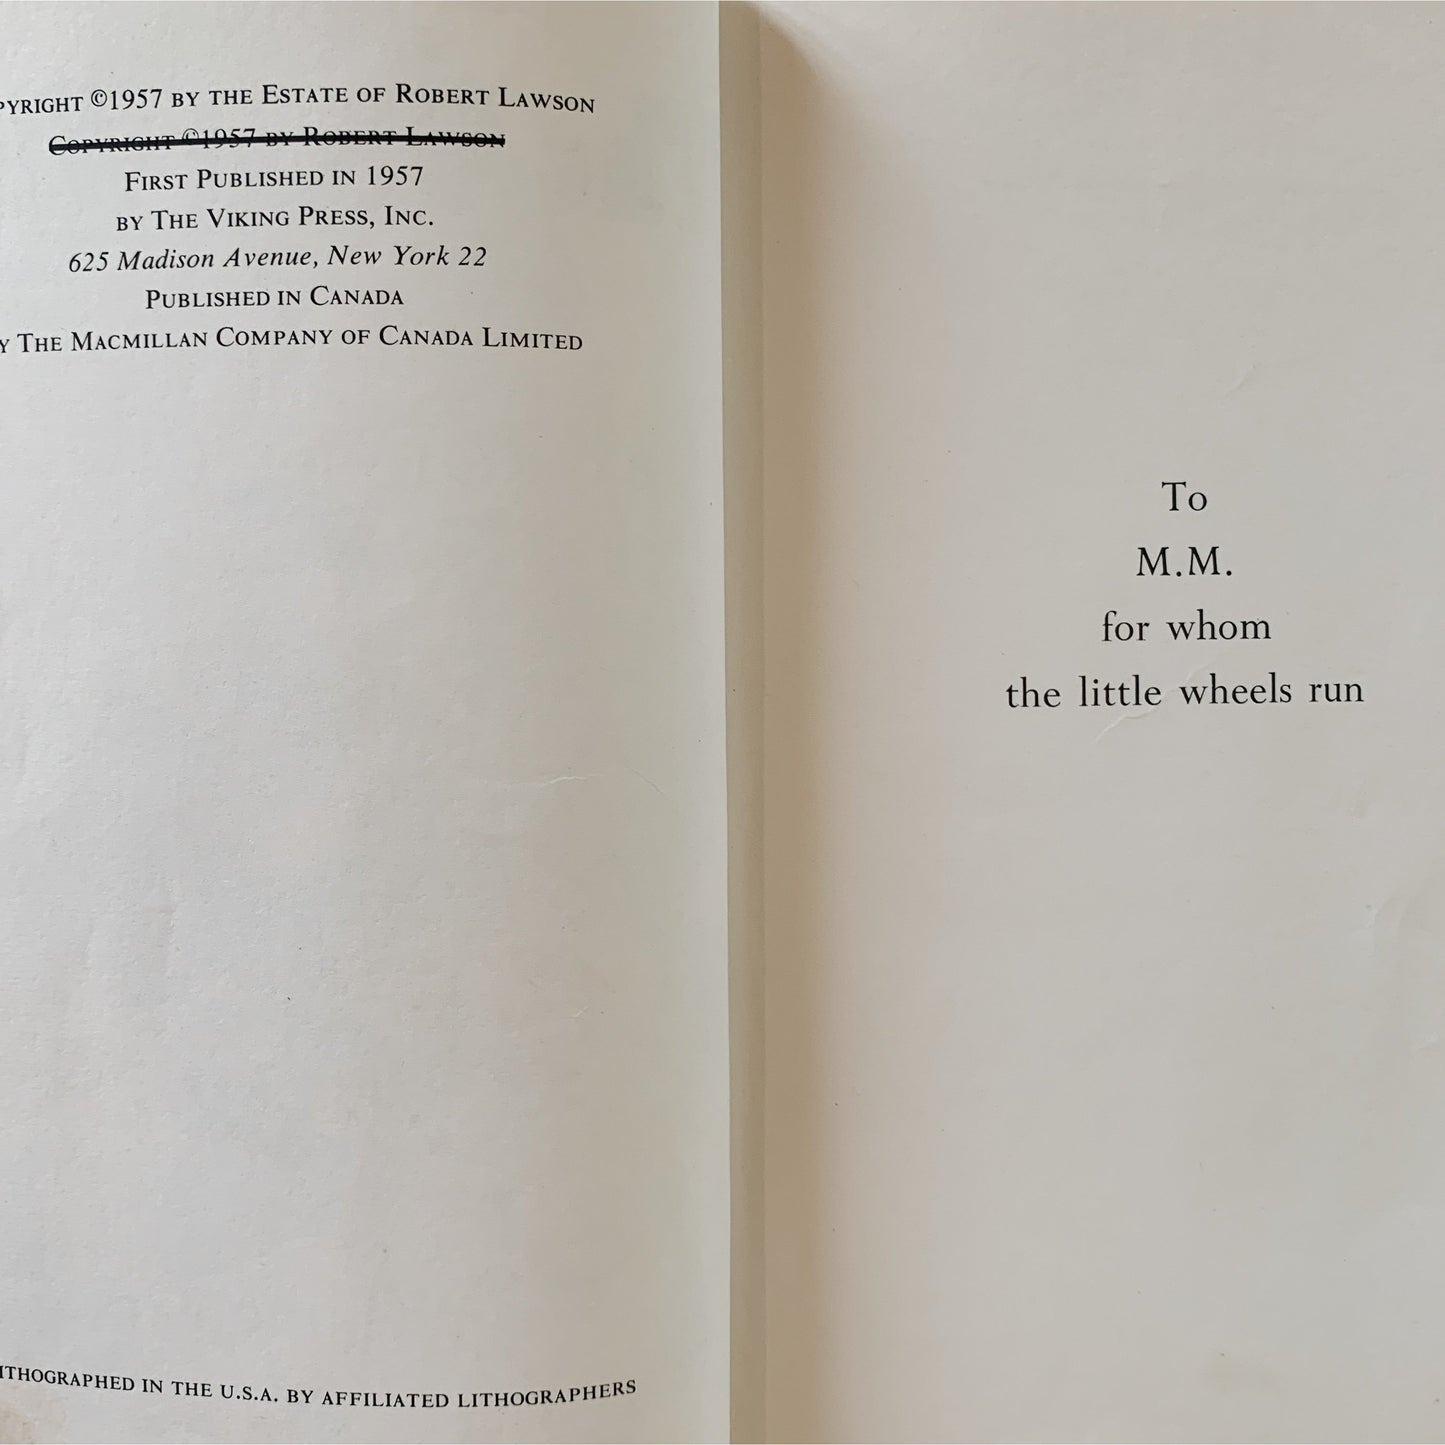 PYRIGHT ©1957 BY THE ESTATE OF ROBERT LAWSON
COPYRIGHT ©1957 BY ROBERT LAWSON
FIRST PUBLISHED IN 1957
BY THE VIKING PRESS, INC.
625 Madison Avenue, New York 22
PUBLISHED IN CANADA
Y THE MACMILLAN COMPANY OF CANADA LIMITED
ITHOGRAPHED IN THE U.S.A. BY AFFILIATED LITHOGRAPHERS
To
M.M.
for whom
the little wheels run